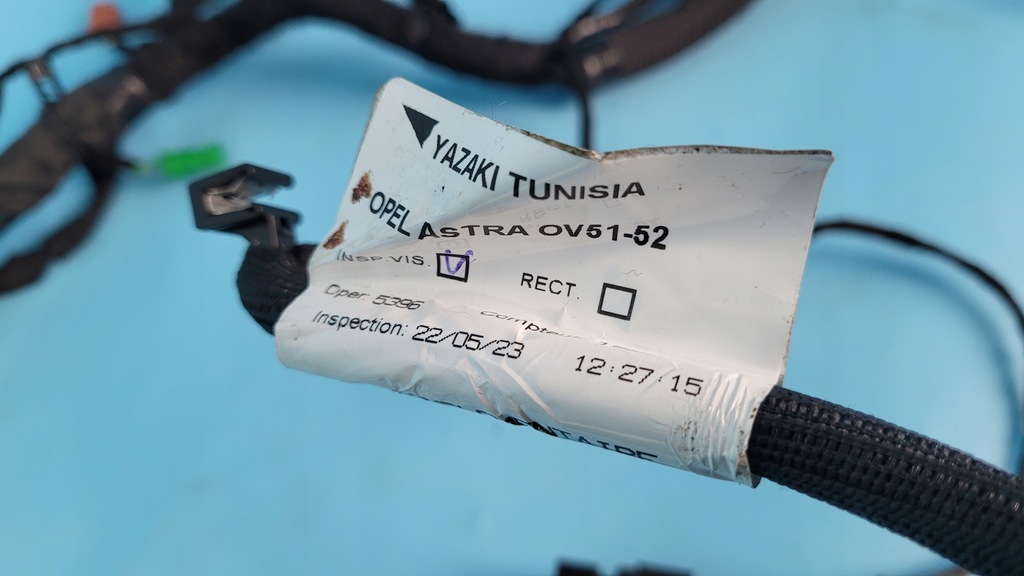 YAZAKI TUNISIA
OPEL ASTRA OV51-52
INSP.VIS. RECT.
Oper 5396
Inspection: 22/05/23 12:27:15